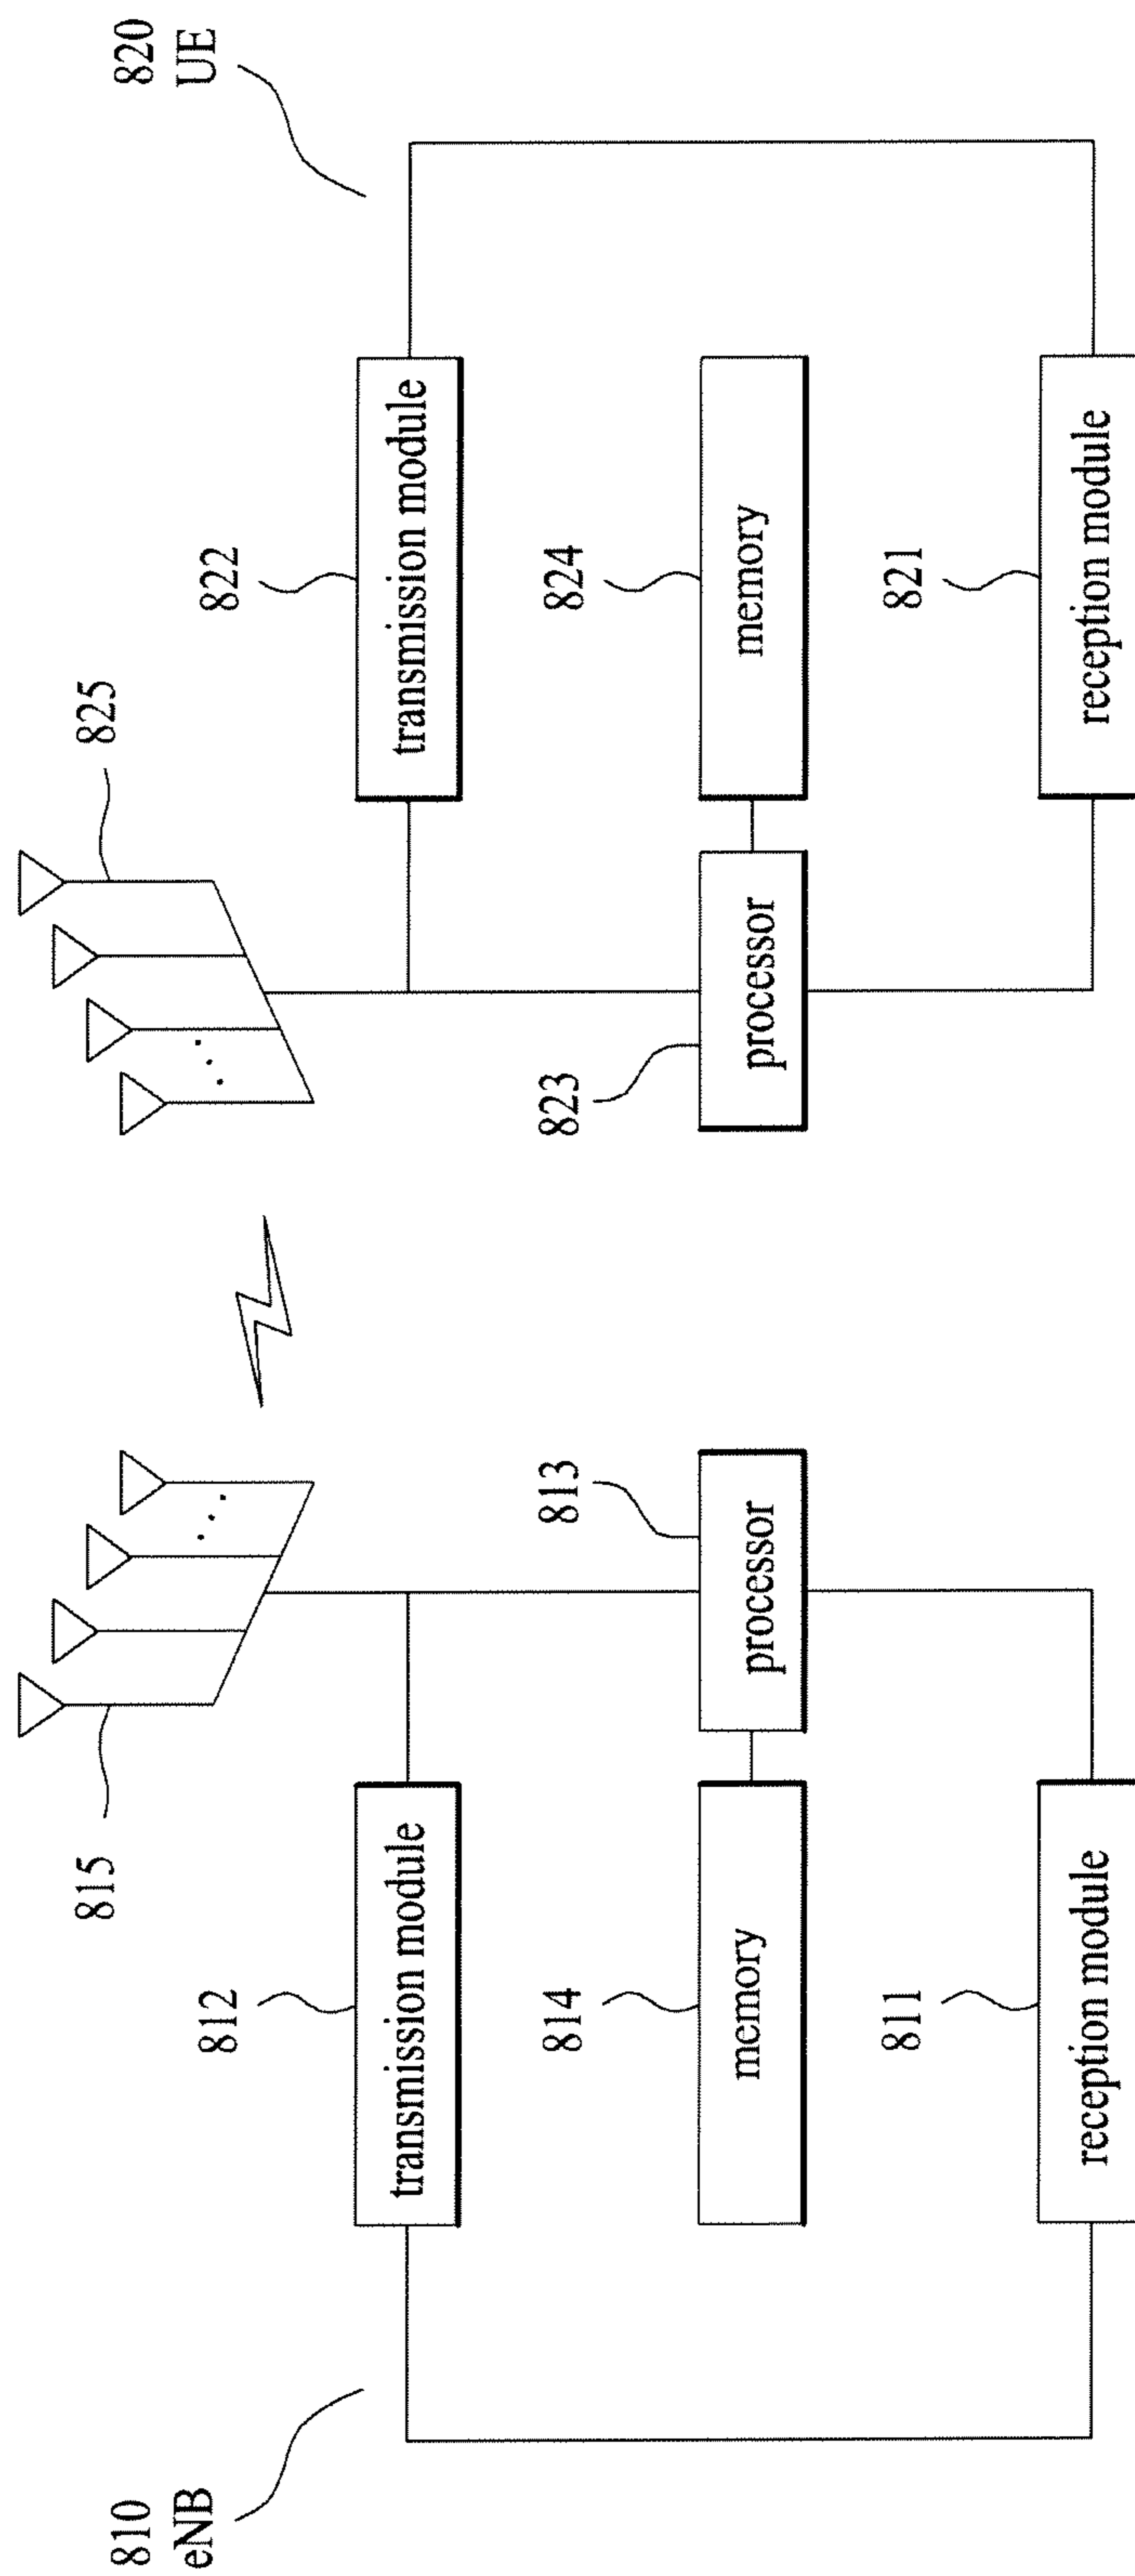 810
eNB
815
812
transmission module
813
814
memory
processor
811
reception module
820
UE
825
822
transmission module
823
824
processor
memory
821
reception module